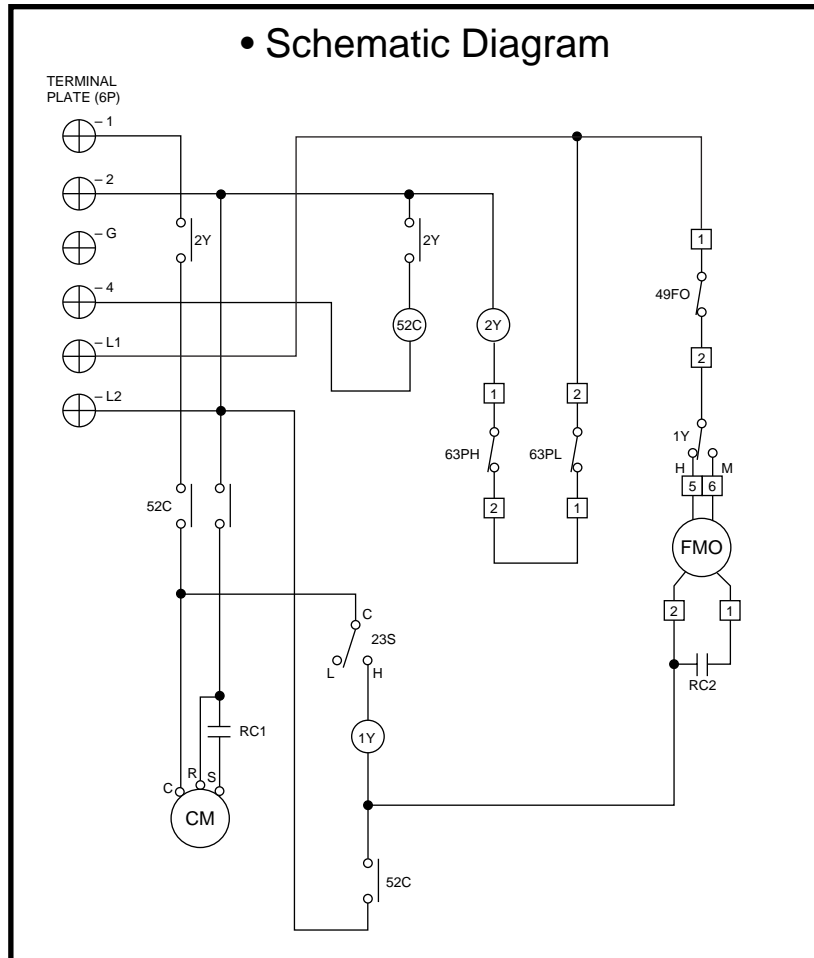 • Schematic Diagram
TERMINAL
PLATE (6P)
– 1
– 2
– G
– 4
– L1
– L2
2Y
2Y
52C
2Y
1
49FO
2
1
2
63PH
63PL
2
1
1Y
H
M
5
6
FMO
2
1
RC2
52C
C
23S
L
H
1Y
RC1
C
R
S
CM
52C